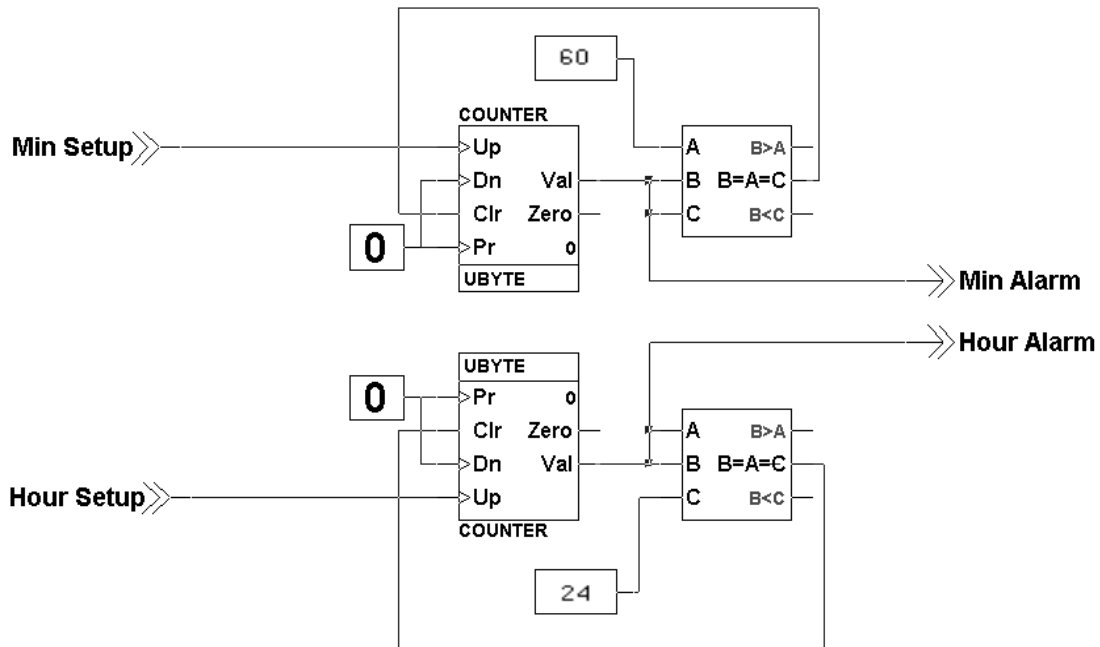 60
COUNTER
Min Setup
Up
A
B>A
Dn
Val
B
B=A=C
Clr
Zero
C
B<C
0
Pr
0
UBYTE
Min Alarm
Hour Alarm
UBYTE
0
Pr
0
Clr
Zero
A
B>A
Dn
Val
B
B=A=C
Hour Setup
Up
C
B<C
COUNTER
24